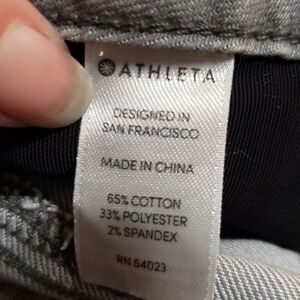 ATHLETA
DESIGNED IN
SAN FRANCISCO
MADE IN CHINA
65% COTTON
33% POLYESTER
2% SPANDEX
RN 54023